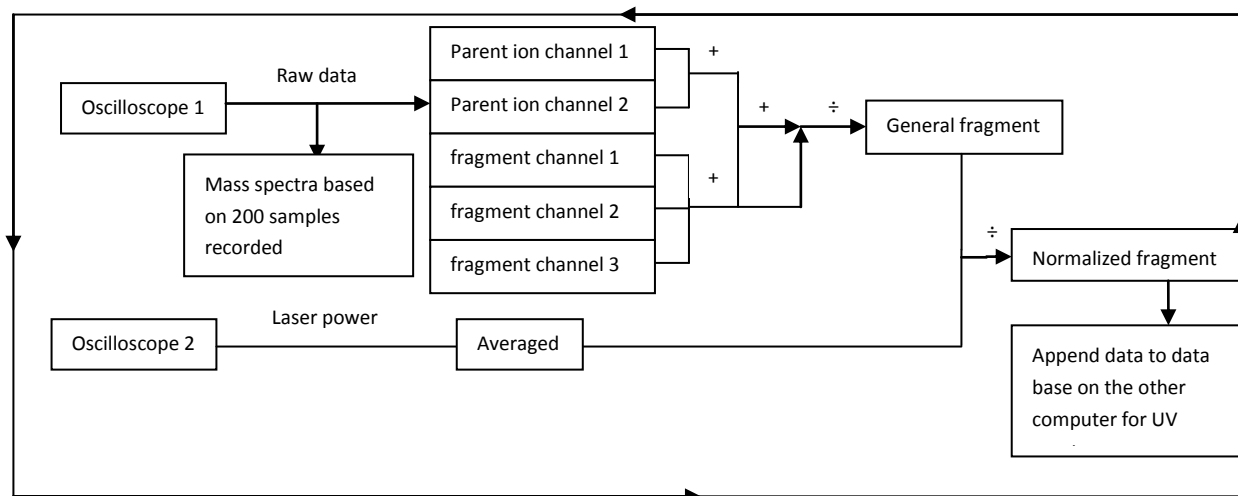 Parent ion channel 1
+
Raw data
Oscilloscope 1
Parent ion channel 2
+
÷
General fragment
fragment channel 1
Mass spectra based
on 200 samples
recorded
+
fragment channel 2
fragment channel 3
÷
Normalized fragment
Laser power
Oscilloscope 2
Averaged
Append data to data
base on the other
computer for UV